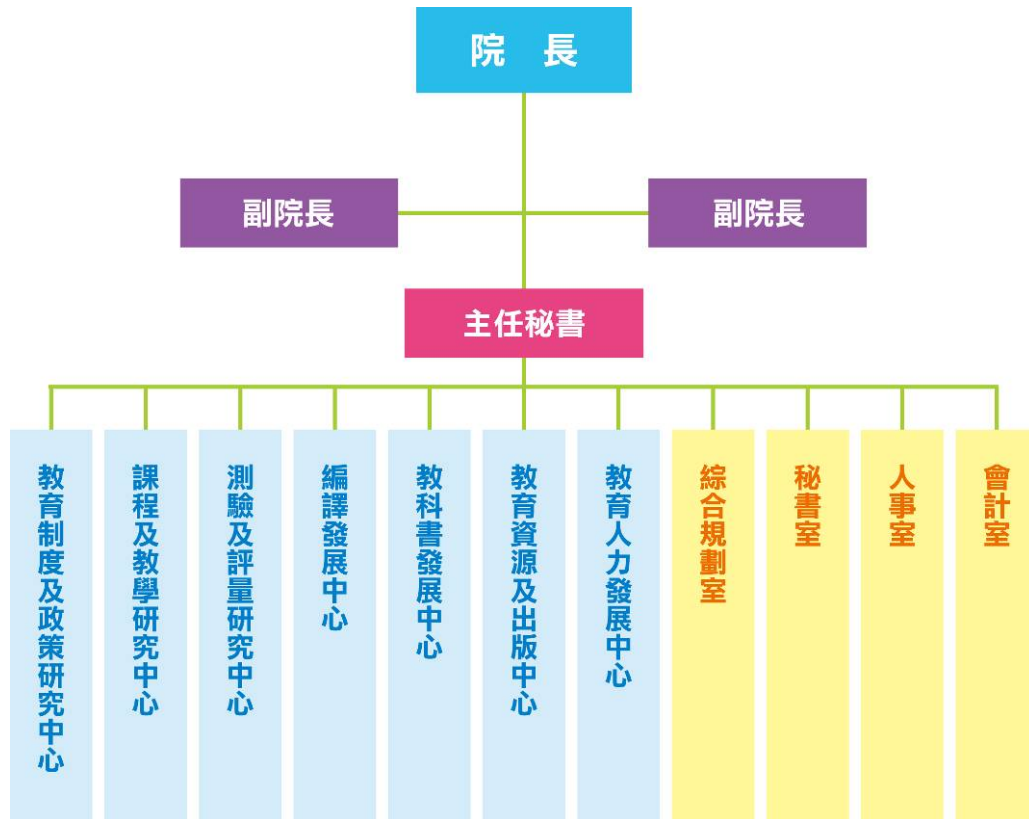 院　長
副院長
副院長
主任秘書
教育制度及政策研究中心
課程及教學研究中心
測驗及評量研究中心
編譯發展中心
教科書發展中心
教育資源及出版中心
教育人力發展中心
綜合規劃室
秘書室
人事室
會計室